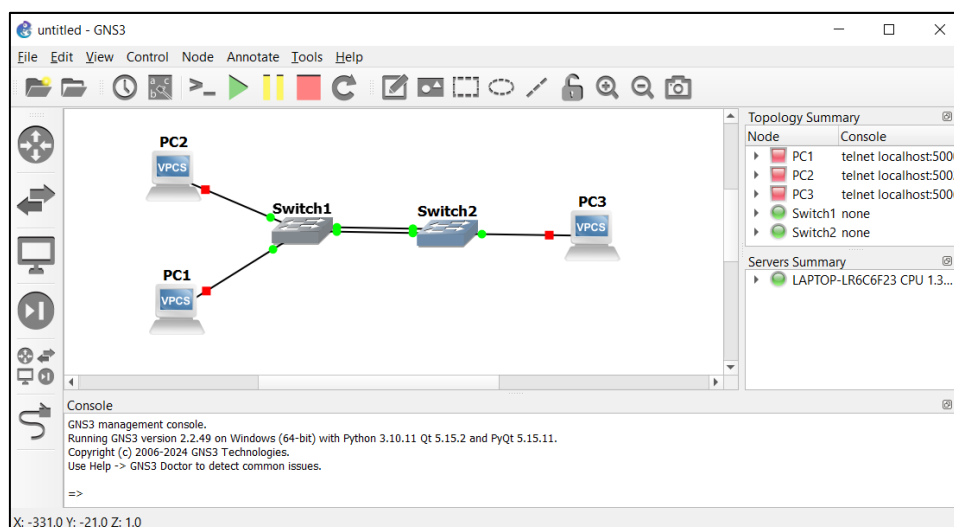 untitled - GNS3
File Edit View Control Node Annotate Tools Help
PC2
VPCS
Switch1
Switch2
PC3
VPCS
PC1
VPCS
Topology Summary
Node Console
PC1 telnet localhost:500
PC2 telnet localhost:500
PC3 telnet localhost:500
Switch1 none
Switch2 none
Servers Summary
LAPTOP-LR6C6F23 CPU 1.3...
Console
GNS3 management console.
Running GNS3 version 2.2.49 on Windows (64-bit) with Python 3.10.11 Qt 5.15.2 and PyQt 5.15.11.
Copyright (c) 2006-2024 GNS3 Technologies.
Use Help -> GNS3 Doctor to detect common issues.
=>
X: -331.0 Y: -21.0 Z: 1.0